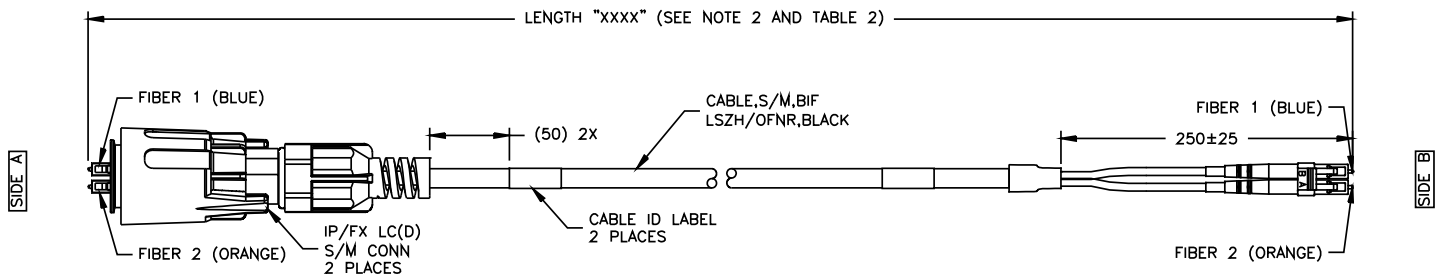 LENGTH "XXXX" (SEE NOTE 2 AND TABLE 2)
FIBER 1 (BLUE)
CABLE,S/M,BIF
LSZH/OFNR,BLACK
FIBER 1 (BLUE)
(50) 2X
250±25
SIDE A
SIDE B
B A
CABLE ID LABEL
2 PLACES
IP/FX LC(D)
S/M CONN
2 PLACES
FIBER 2 (ORANGE)
FIBER 2 (ORANGE)